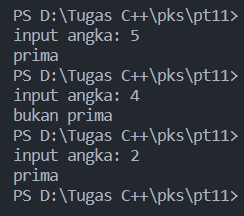 PS D:\Tugas C++\pks\pt11>
input angka: 5
prima
PS D:\Tugas C++\pks\pt11>
input angka: 4
bukan prima
PS D:\Tugas C++\pks\pt11>
input angka: 2
prima
PS D:\Tugas C++\pks\pt11>